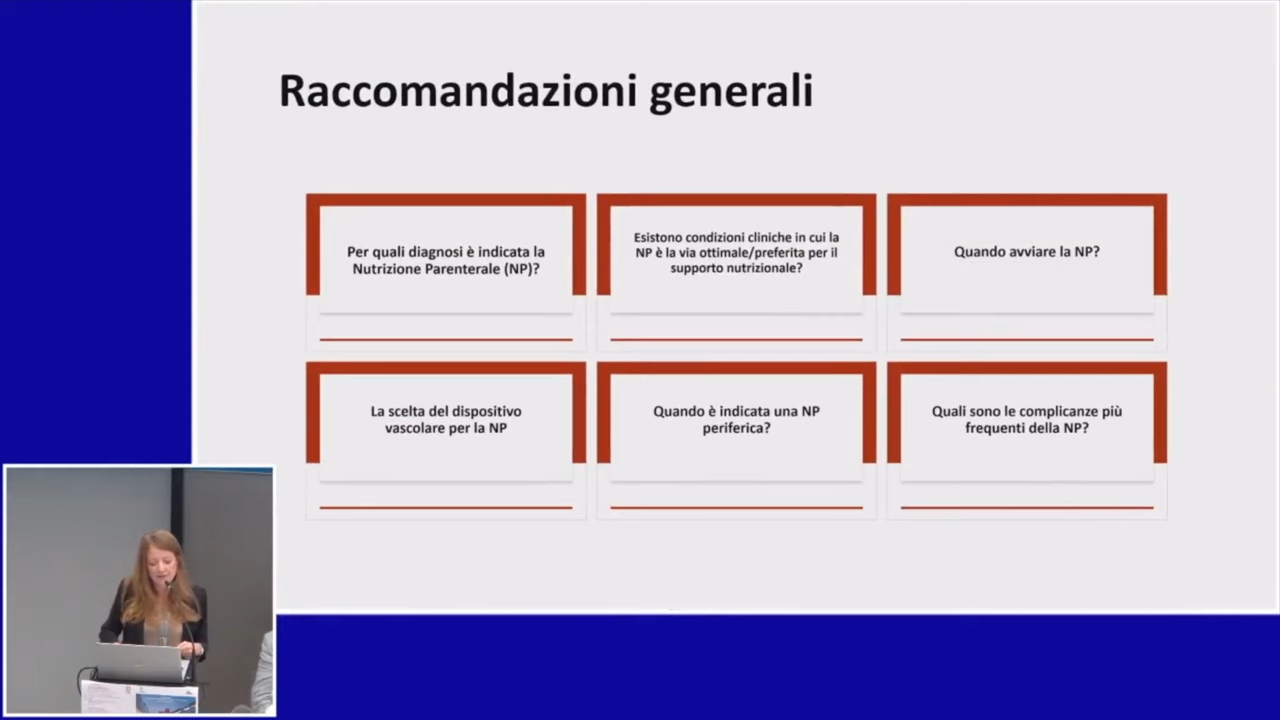 Raccomandazioni generali
Per quali diagnosi è indicata la
Nutrizione Parenterale (NP)?
Esistono condizioni cliniche in cui la
NP è la via ottimale/preferita per il
supporto nutrizionale?
Quando avviare la NP?
La scelta del dispositivo
vascolare per la NP
Quando è indicata una NP
periferica?
Quali sono le complicanze più
frequenti della NP?